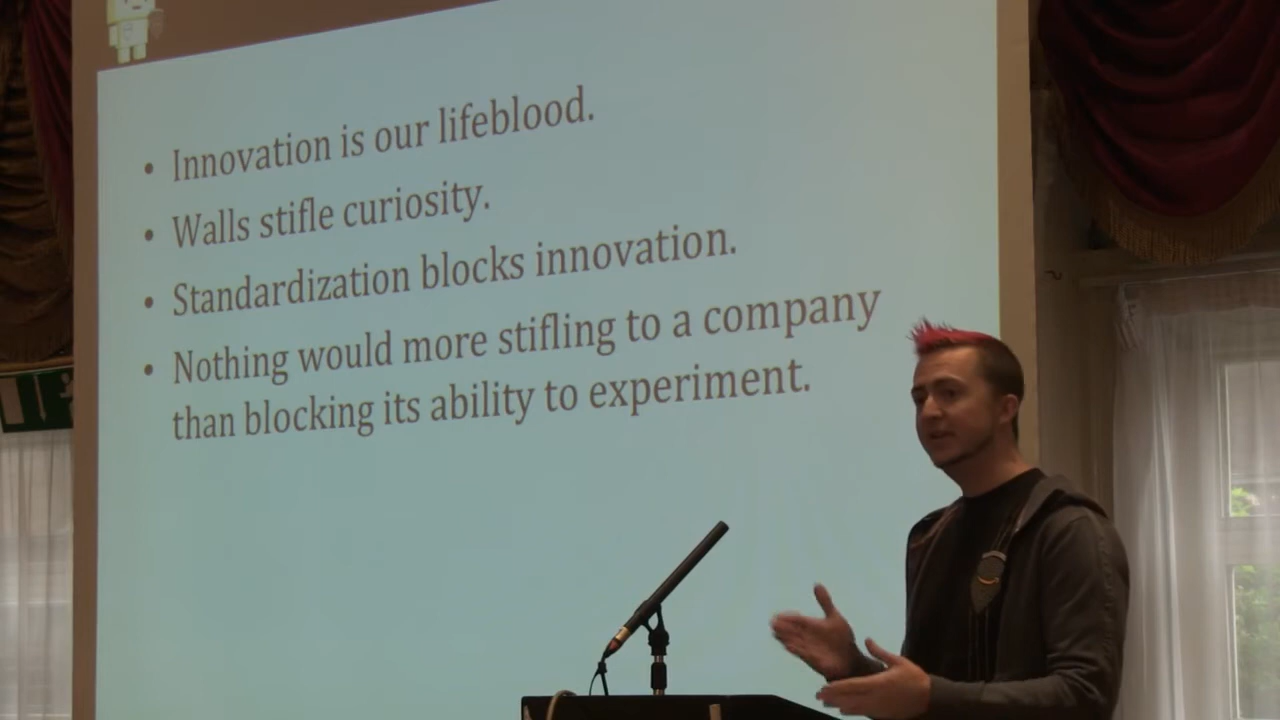 • Innovation is our lifeblood.
• Walls stifle curiosity.
• Standardization blocks innovation.
• Nothing would more stifling to a company
than blocking its ability to experiment.